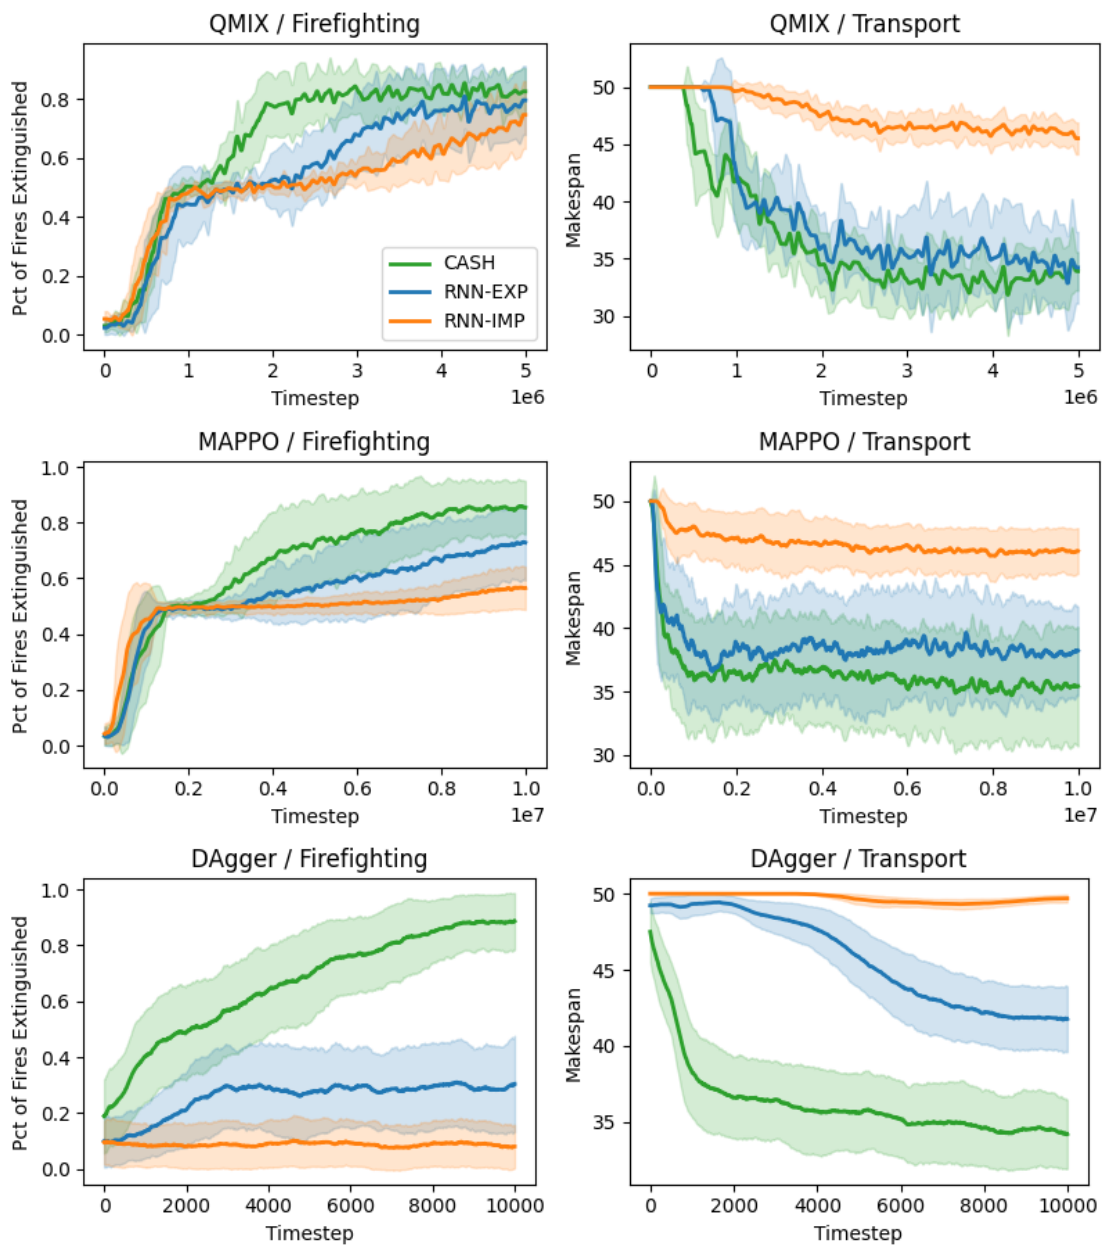 QMIX / Firefighting
Pct of Fires Extinguished
0.8
0.6
0.4
0.2
0.0
CASH
RNN-EXP
RNN-IMP
0 1 2 3 4 5
1e6
Timestep
QMIX / Transport
Makespan
50
45
40
35
30
0 1 2 3 4 5
1e6
Timestep
MAPPO / Firefighting
Pct of Fires Extinguished
1.0
0.8
0.6
0.4
0.2
0.0
0.0 0.2 0.4 0.6 0.8 1.0
1e7
Timestep
MAPPO / Transport
Makespan
50
45
40
35
30
0.0 0.2 0.4 0.6 0.8 1.0
1e7
Timestep
DAgger / Firefighting
Pct of Fires Extinguished
1.0
0.8
0.6
0.4
0.2
0.0
0 2000 4000 6000 8000 10000
Timestep
DAgger / Transport
Makespan
50
45
40
35
0 2000 4000 6000 8000 10000
Timestep